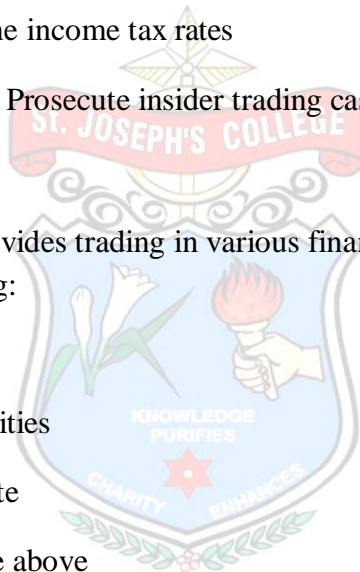 ne income tax rates
Prosecute insider trading cas
ST. JOSEPH'S COLLEGE
vides trading in various finan
g:
KNOWLEDGE
PURIFIES
ities
CHARITY
ENHANCES
te
e above